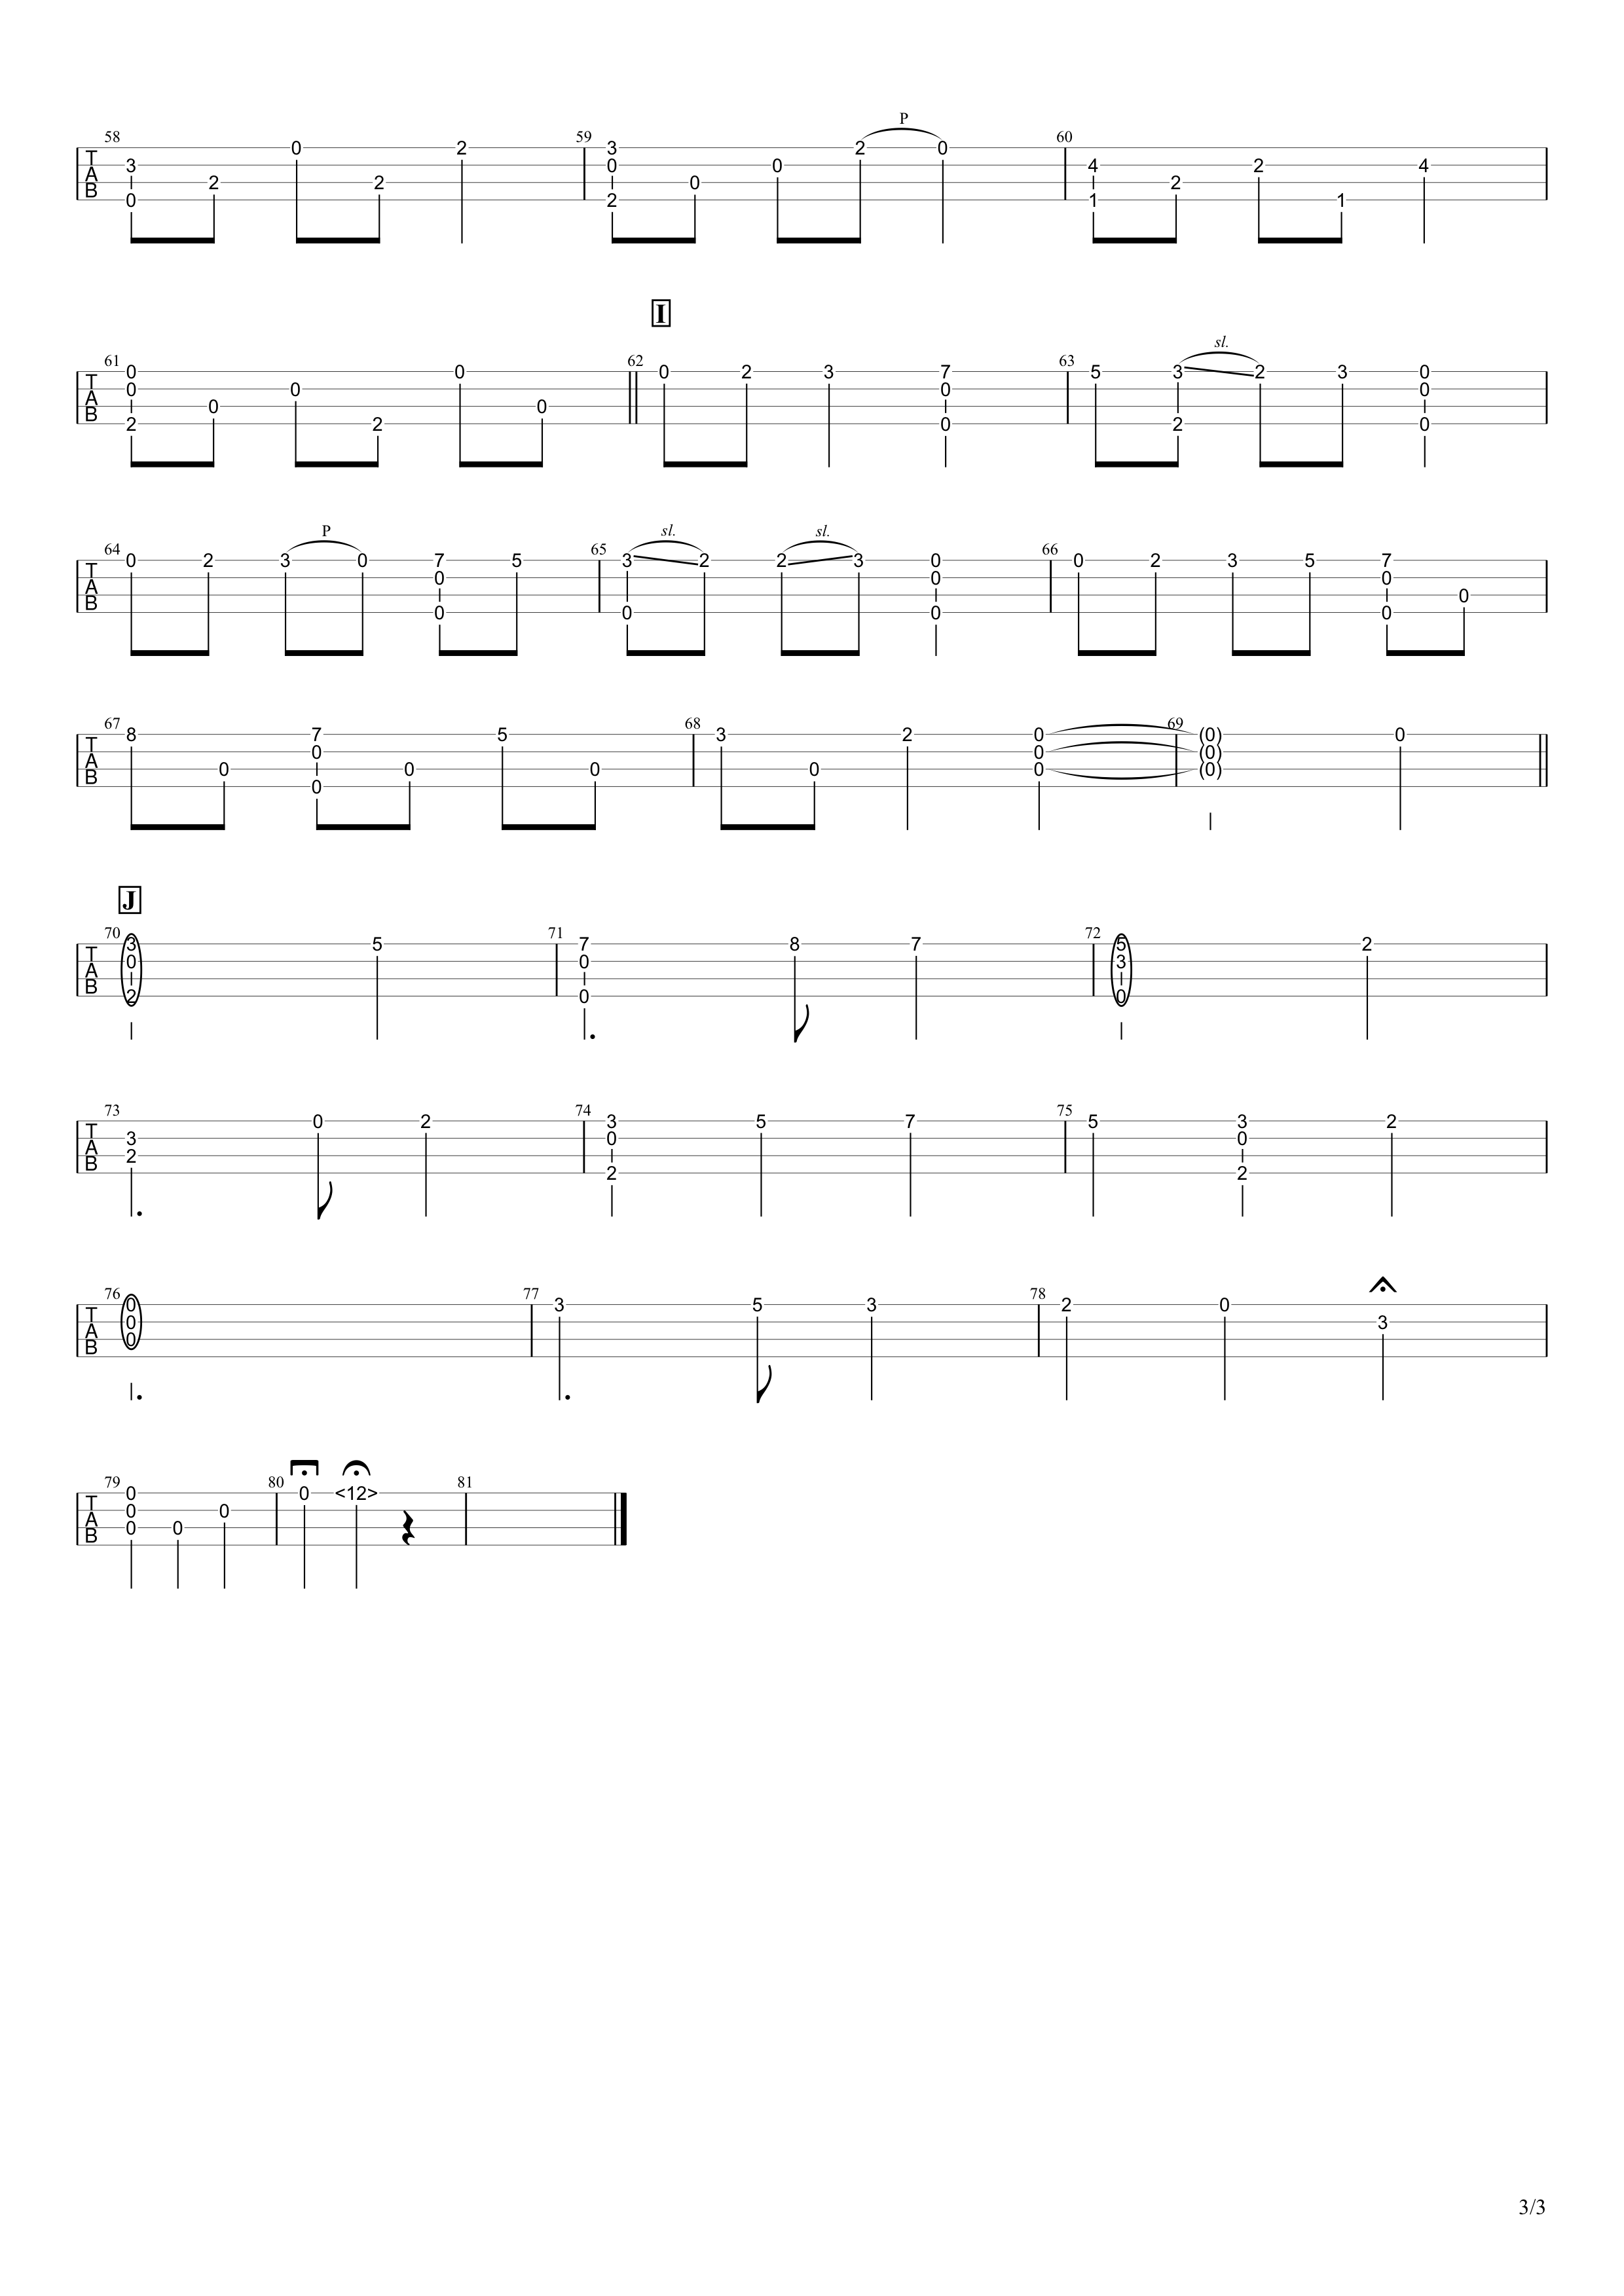 P
58 59 60
T A B
0 2 3 2 0
3 0 0 4 2 4
2 2 0 2
0 2 1 1
I
sl.
61 62 63
T A B
0 0 0 2 3 7 5 3 2 3 0
0 0 0 0
0 0
2 2 0 2 0
P sl. sl.
64 65 66
T A B
0 2 3 0 7 5 3 2 2 3 0 0 2 3 5 7
0 0 0
0
0 0 0 0
67 68 69
T A B
8 7 5 3 2 0 (0) 0
0 0 (0)
0 0 0 0 0 (0)
0
J
70 71 72
T A B
3 5 7 8 7 5 2
0 0 3
2 0 0
73 74 75
T A B
0 2 3 5 7 5 3 2
3 0 0
2
2 2
76 77 78
T A B
0 3 5 3 2 0
0 3
0
79 80 81
T A B
0 0 <12>
0 0
0 0
3/3